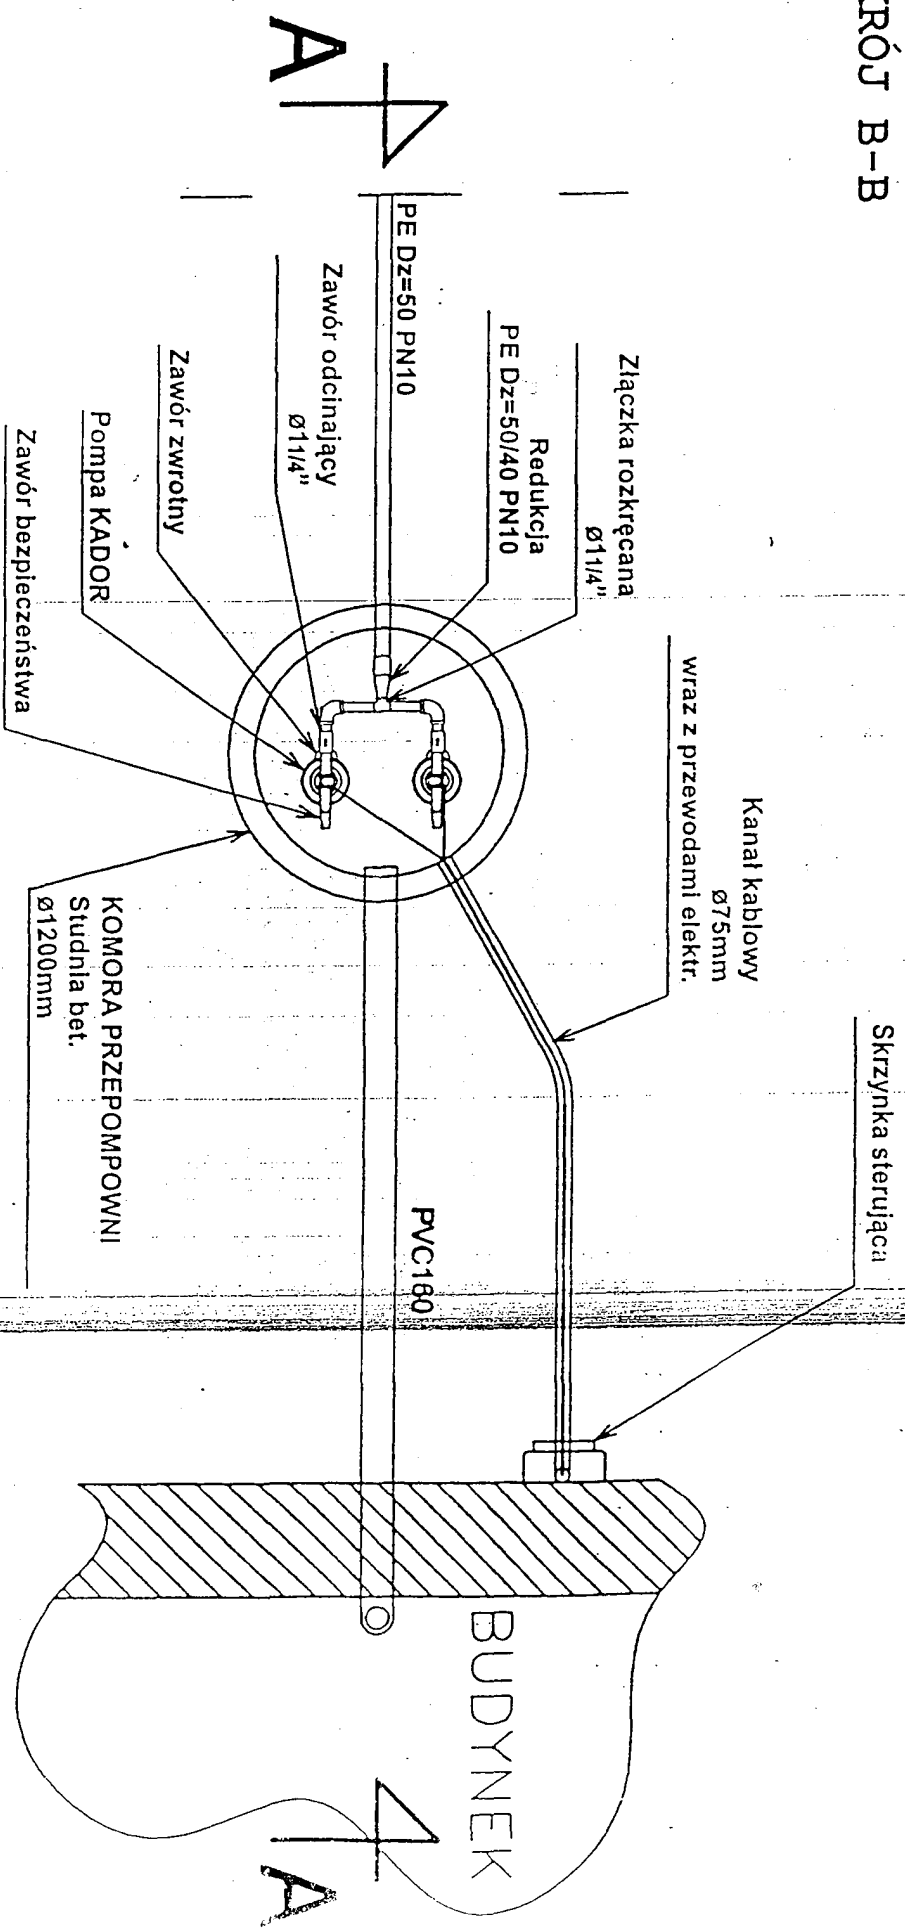 KRÓJ B-B
A
PE Dz=50 PN10
Złączka rozkręcana
ø11/4"
Redukcja
PE Dz=50/40 PN10
Zawór odcinający
ø11/4"
Zawór zwrotny
Pompa KADOR
Zawór bezpieczeństwa
Kanał kablowy
ø75mm
wraz z przewodami elektr.
Skrzynka sterująca
KOMORA PRZEPOMPOWNI
Studnia bet.
ø1200mm
PVC160
BUDYNEK
A